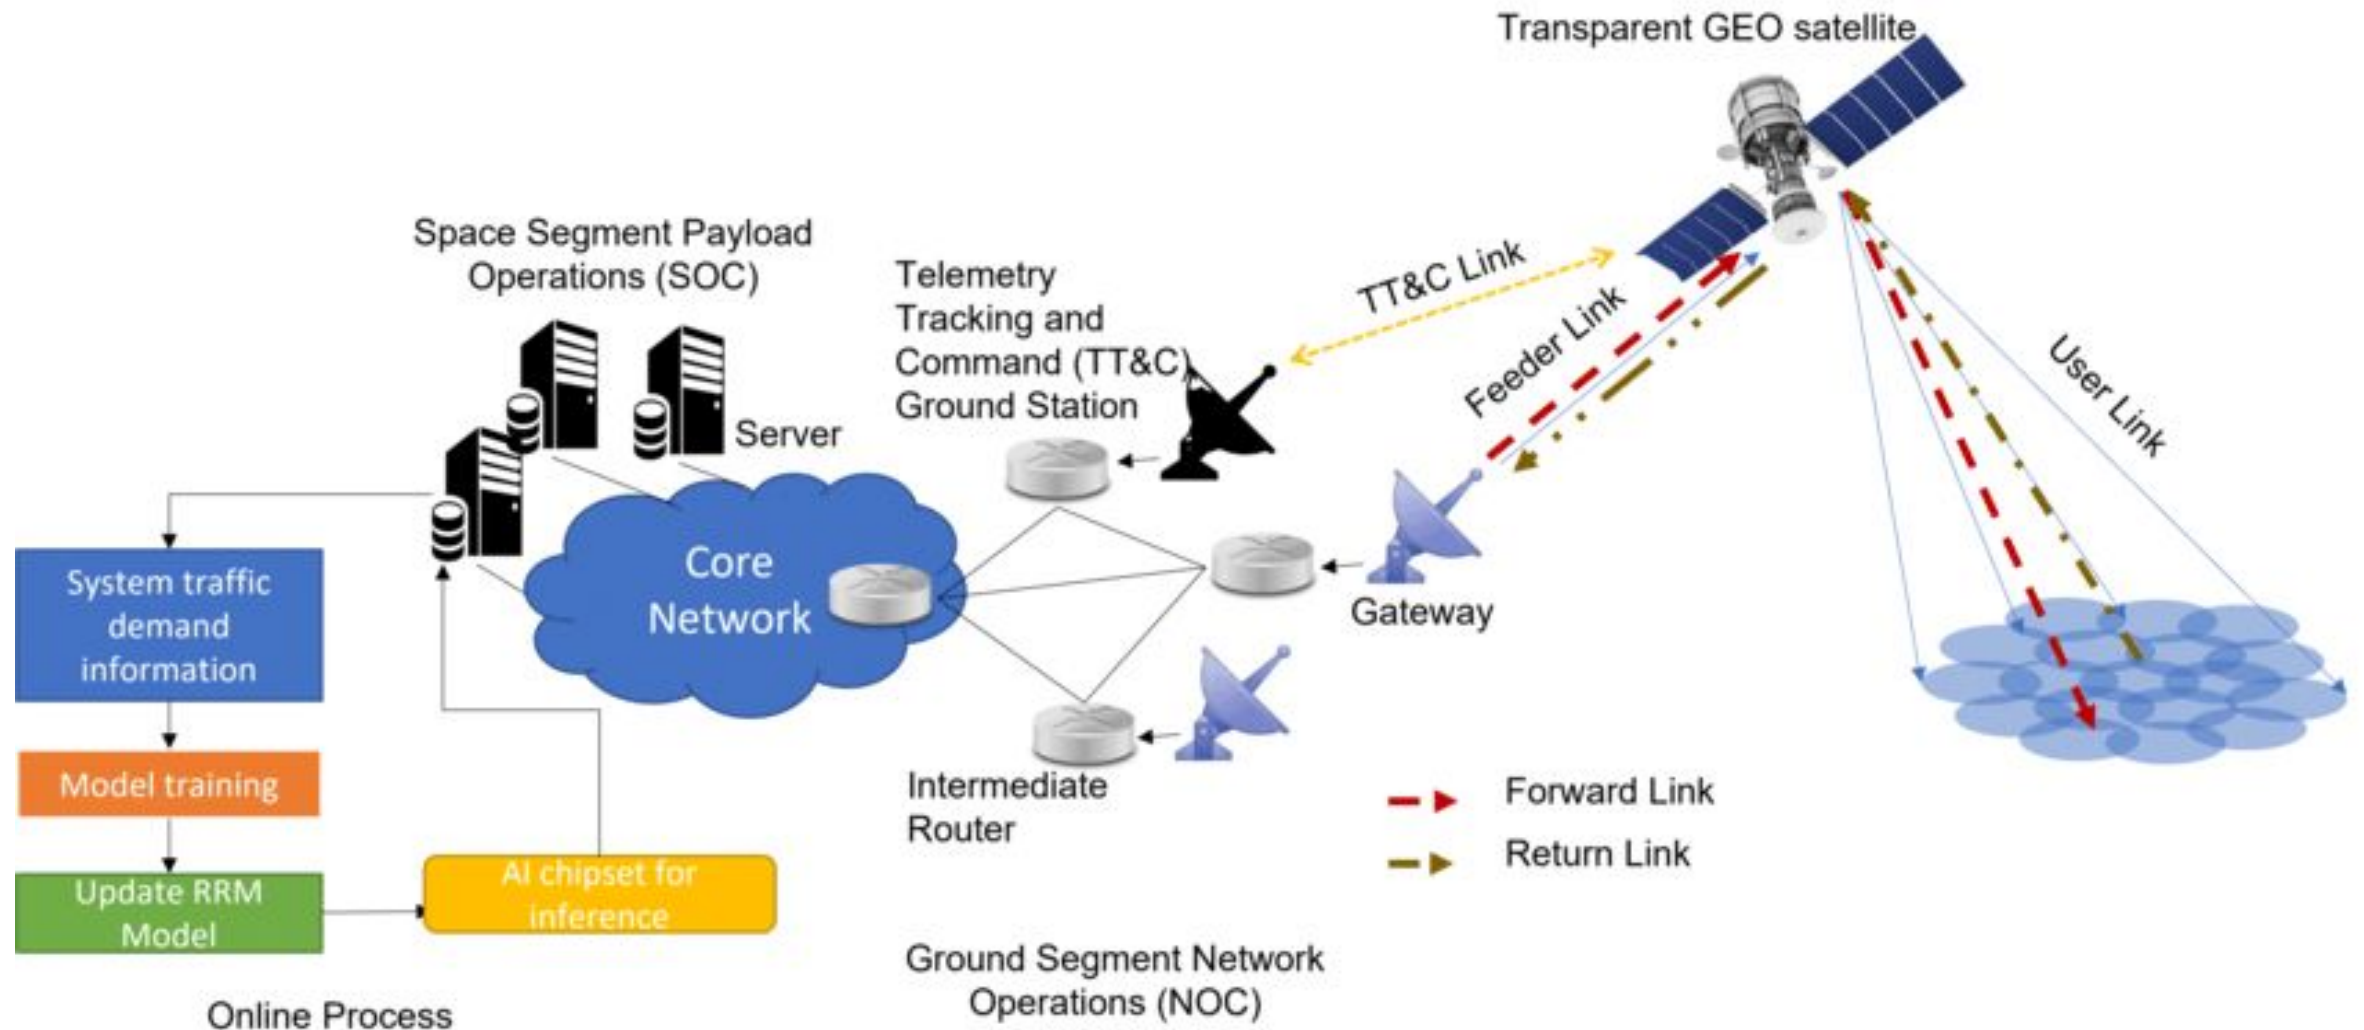 Transparent GEO satellite
Space Segment Payload
Operations (SOC)
Telemetry
Tracking and
Command (TT&C)
Ground Station
TT&C Link
Feeder Link
User Link
Server
Core
Network
System traffic
demand
information
Gateway
Model training
Intermediate
Router
Forward Link
Return Link
Update RRM
Model
AI chipset for
inference
Ground Segment Network
Operations (NOC)
Online Process